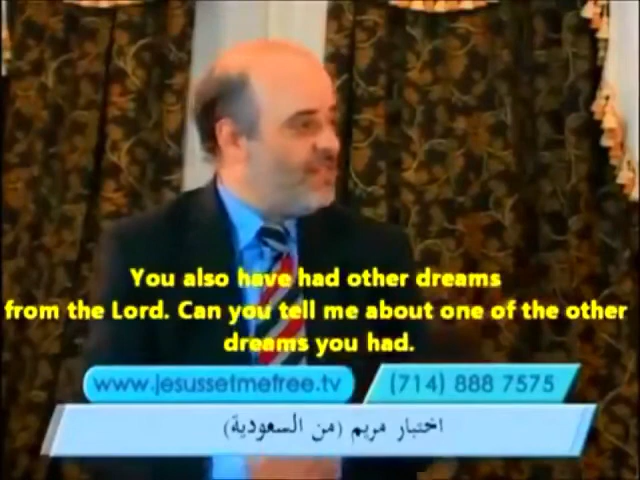 You also have had other dreams
from the Lord. Can you tell me about one of the other
dreams you had.
www.jesussetmefree.tv
(714) 888 7575
اختبار مريم (من السعودية)